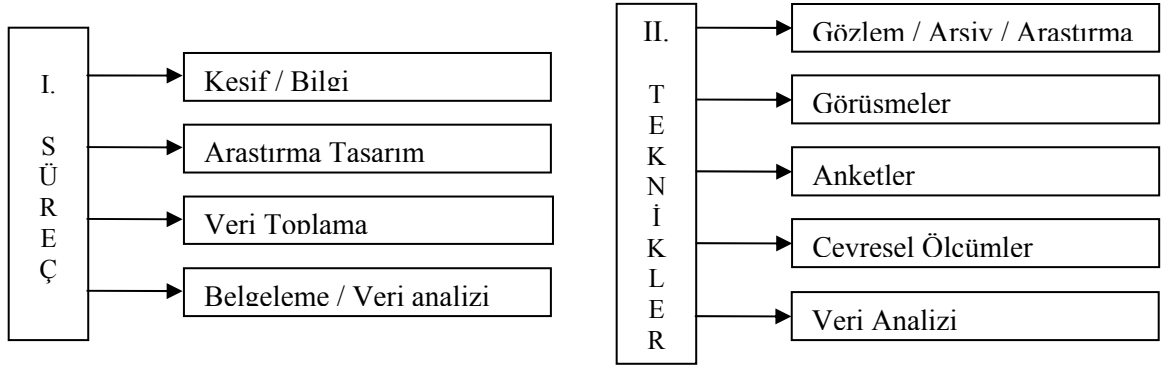 I.
SÜREÇ
Kesif / Bilgi
Arastırma Tasarım
Veri Toplama
Belgeleme / Veri analizi
II.
TEKNİKLER
Gözlem / Arsiv / Arastırma
Görüsmeler
Anketler
Cevresel Ölcümler
Veri Analizi